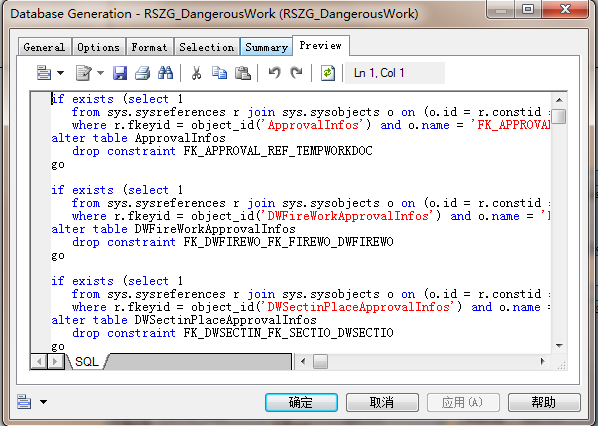 Database Generation - RSZG_DangerousWork (RSZG_DangerousWork)
General Options Format Selection Summary Preview
Ln 1, Col 1
if exists (select 1
from sys.sysreferences r join sys.sysobjects o on (o.id = r.constid =
where r.fkeyid = object_id('ApprovalInfos') and o.name = 'FK_APPROVAL
alter table ApprovalInfos
drop constraint FK_APPROVAL_REF_TEMPWORKDOC
go
if exists (select 1
from sys.sysreferences r join sys.sysobjects o on (o.id = r.constid =
where r.fkeyid = object_id('DWFireWorkApprovalInfos') and o.name = '
alter table DWFireWorkApprovalInfos
drop constraint FK_DWFIREWO_FK_FIREWO_DWFIREWO
go
if exists (select 1
from sys.sysreferences r join sys.sysobjects o on (o.id = r.constid =
where r.fkeyid = object_id('DWSectinPlaceApprovalInfos') and o.name =
alter table DWSectinPlaceApprovalInfos
drop constraint FK_DWSECTIN_FK_SECTIO_DWSECTIO
go
SQL
确定 取消 应用(A) 帮助